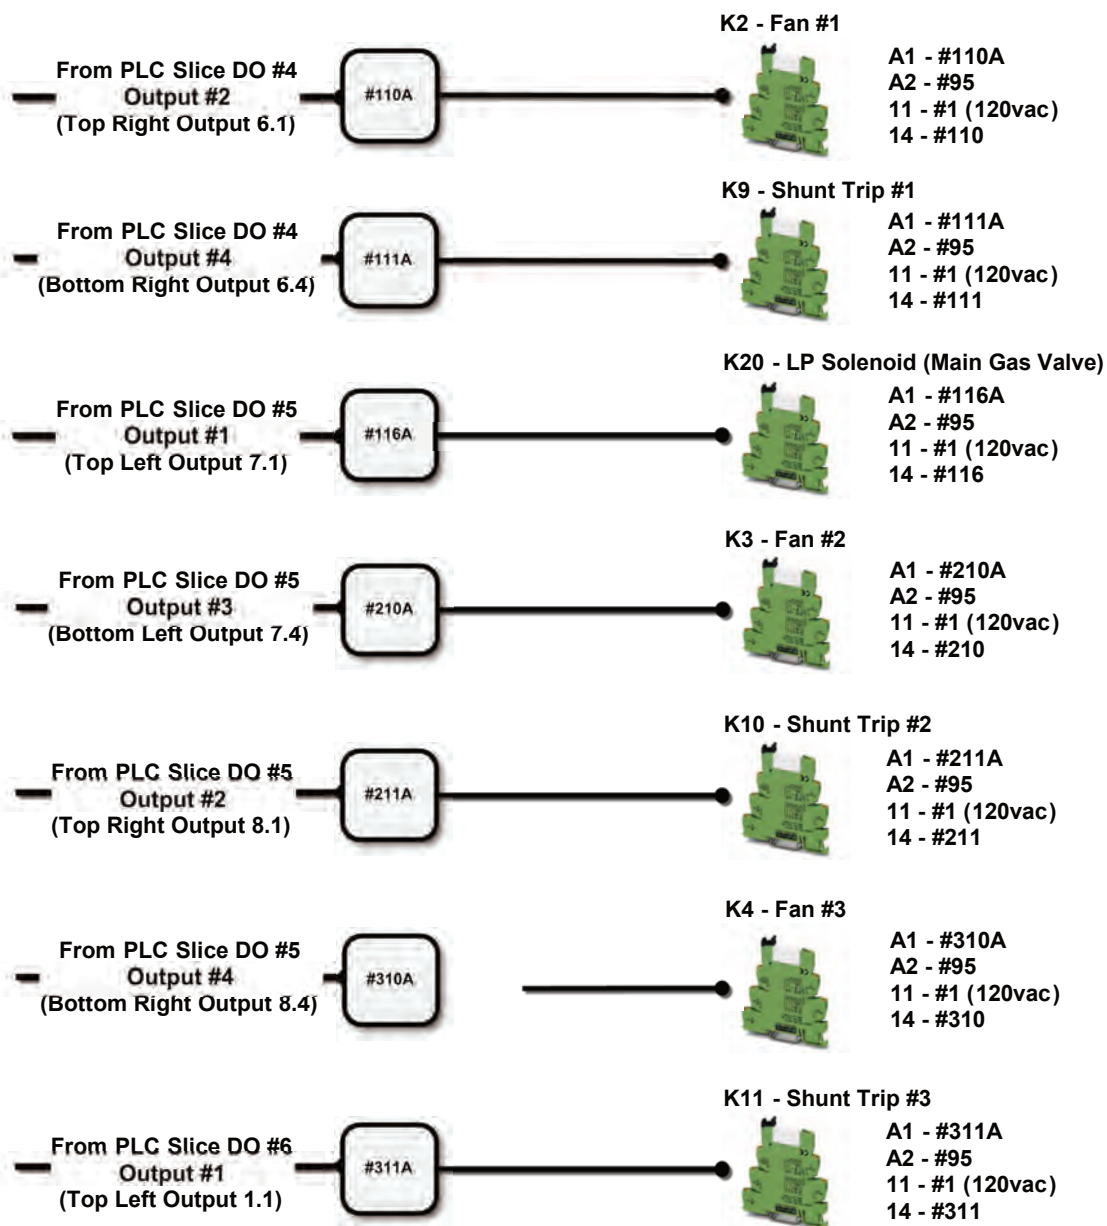 K2 - Fan #1
From PLC Slice DO #4
Output #2
(Top Right Output 6.1)
#110A
A1 - #110A
A2 - #95
11 - #1 (120vac)
14 - #110
K9 - Shunt Trip #1
From PLC Slice DO #4
Output #4
(Bottom Right Output 6.4)
#111A
A1 - #111A
A2 - #95
11 - #1 (120vac)
14 - #111
K20 - LP Solenoid (Main Gas Valve)
From PLC Slice DO #5
Output #1
(Top Left Output 7.1)
#116A
A1 - #116A
A2 - #95
11 - #1 (120vac)
14 - #116
K3 - Fan #2
From PLC Slice DO #5
Output #3
(Bottom Left Output 7.4)
#210A
A1 - #210A
A2 - #95
11 - #1 (120vac)
14 - #210
K10 - Shunt Trip #2
From PLC Slice DO #5
Output #2
(Top Right Output 8.1)
#211A
A1 - #211A
A2 - #95
11 - #1 (120vac)
14 - #211
K4 - Fan #3
From PLC Slice DO #5
Output #4
(Bottom Right Output 8.4)
#310A
A1 - #310A
A2 - #95
11 - #1 (120vac)
14 - #310
K11 - Shunt Trip #3
From PLC Slice DO #6
Output #1
(Top Left Output 1.1)
#311A
A1 - #311A
A2 - #95
11 - #1 (120vac)
14 - #311